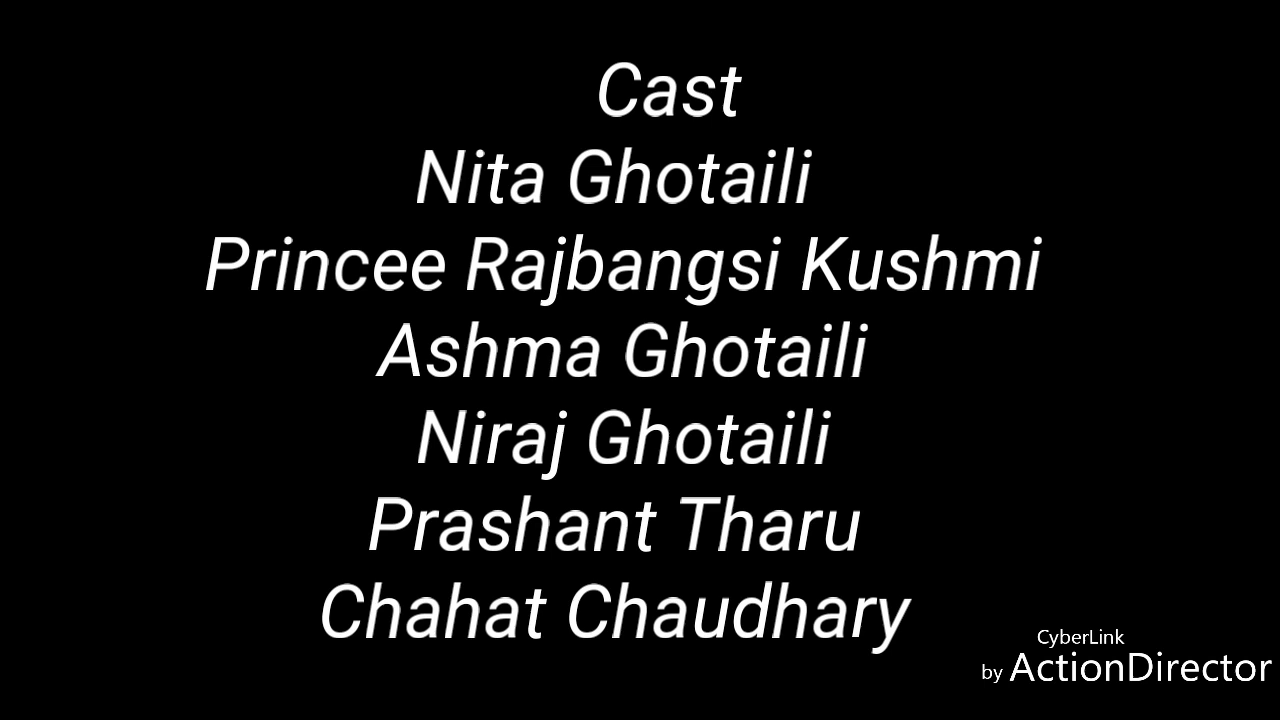 Cast
Nita Ghotaili
Princee Rajbangsi Kushmi
Ashma Ghotaili
Niraj Ghotaili
Prashant Tharu
Chahat Chaudhary
CyberLink
by ActionDirector